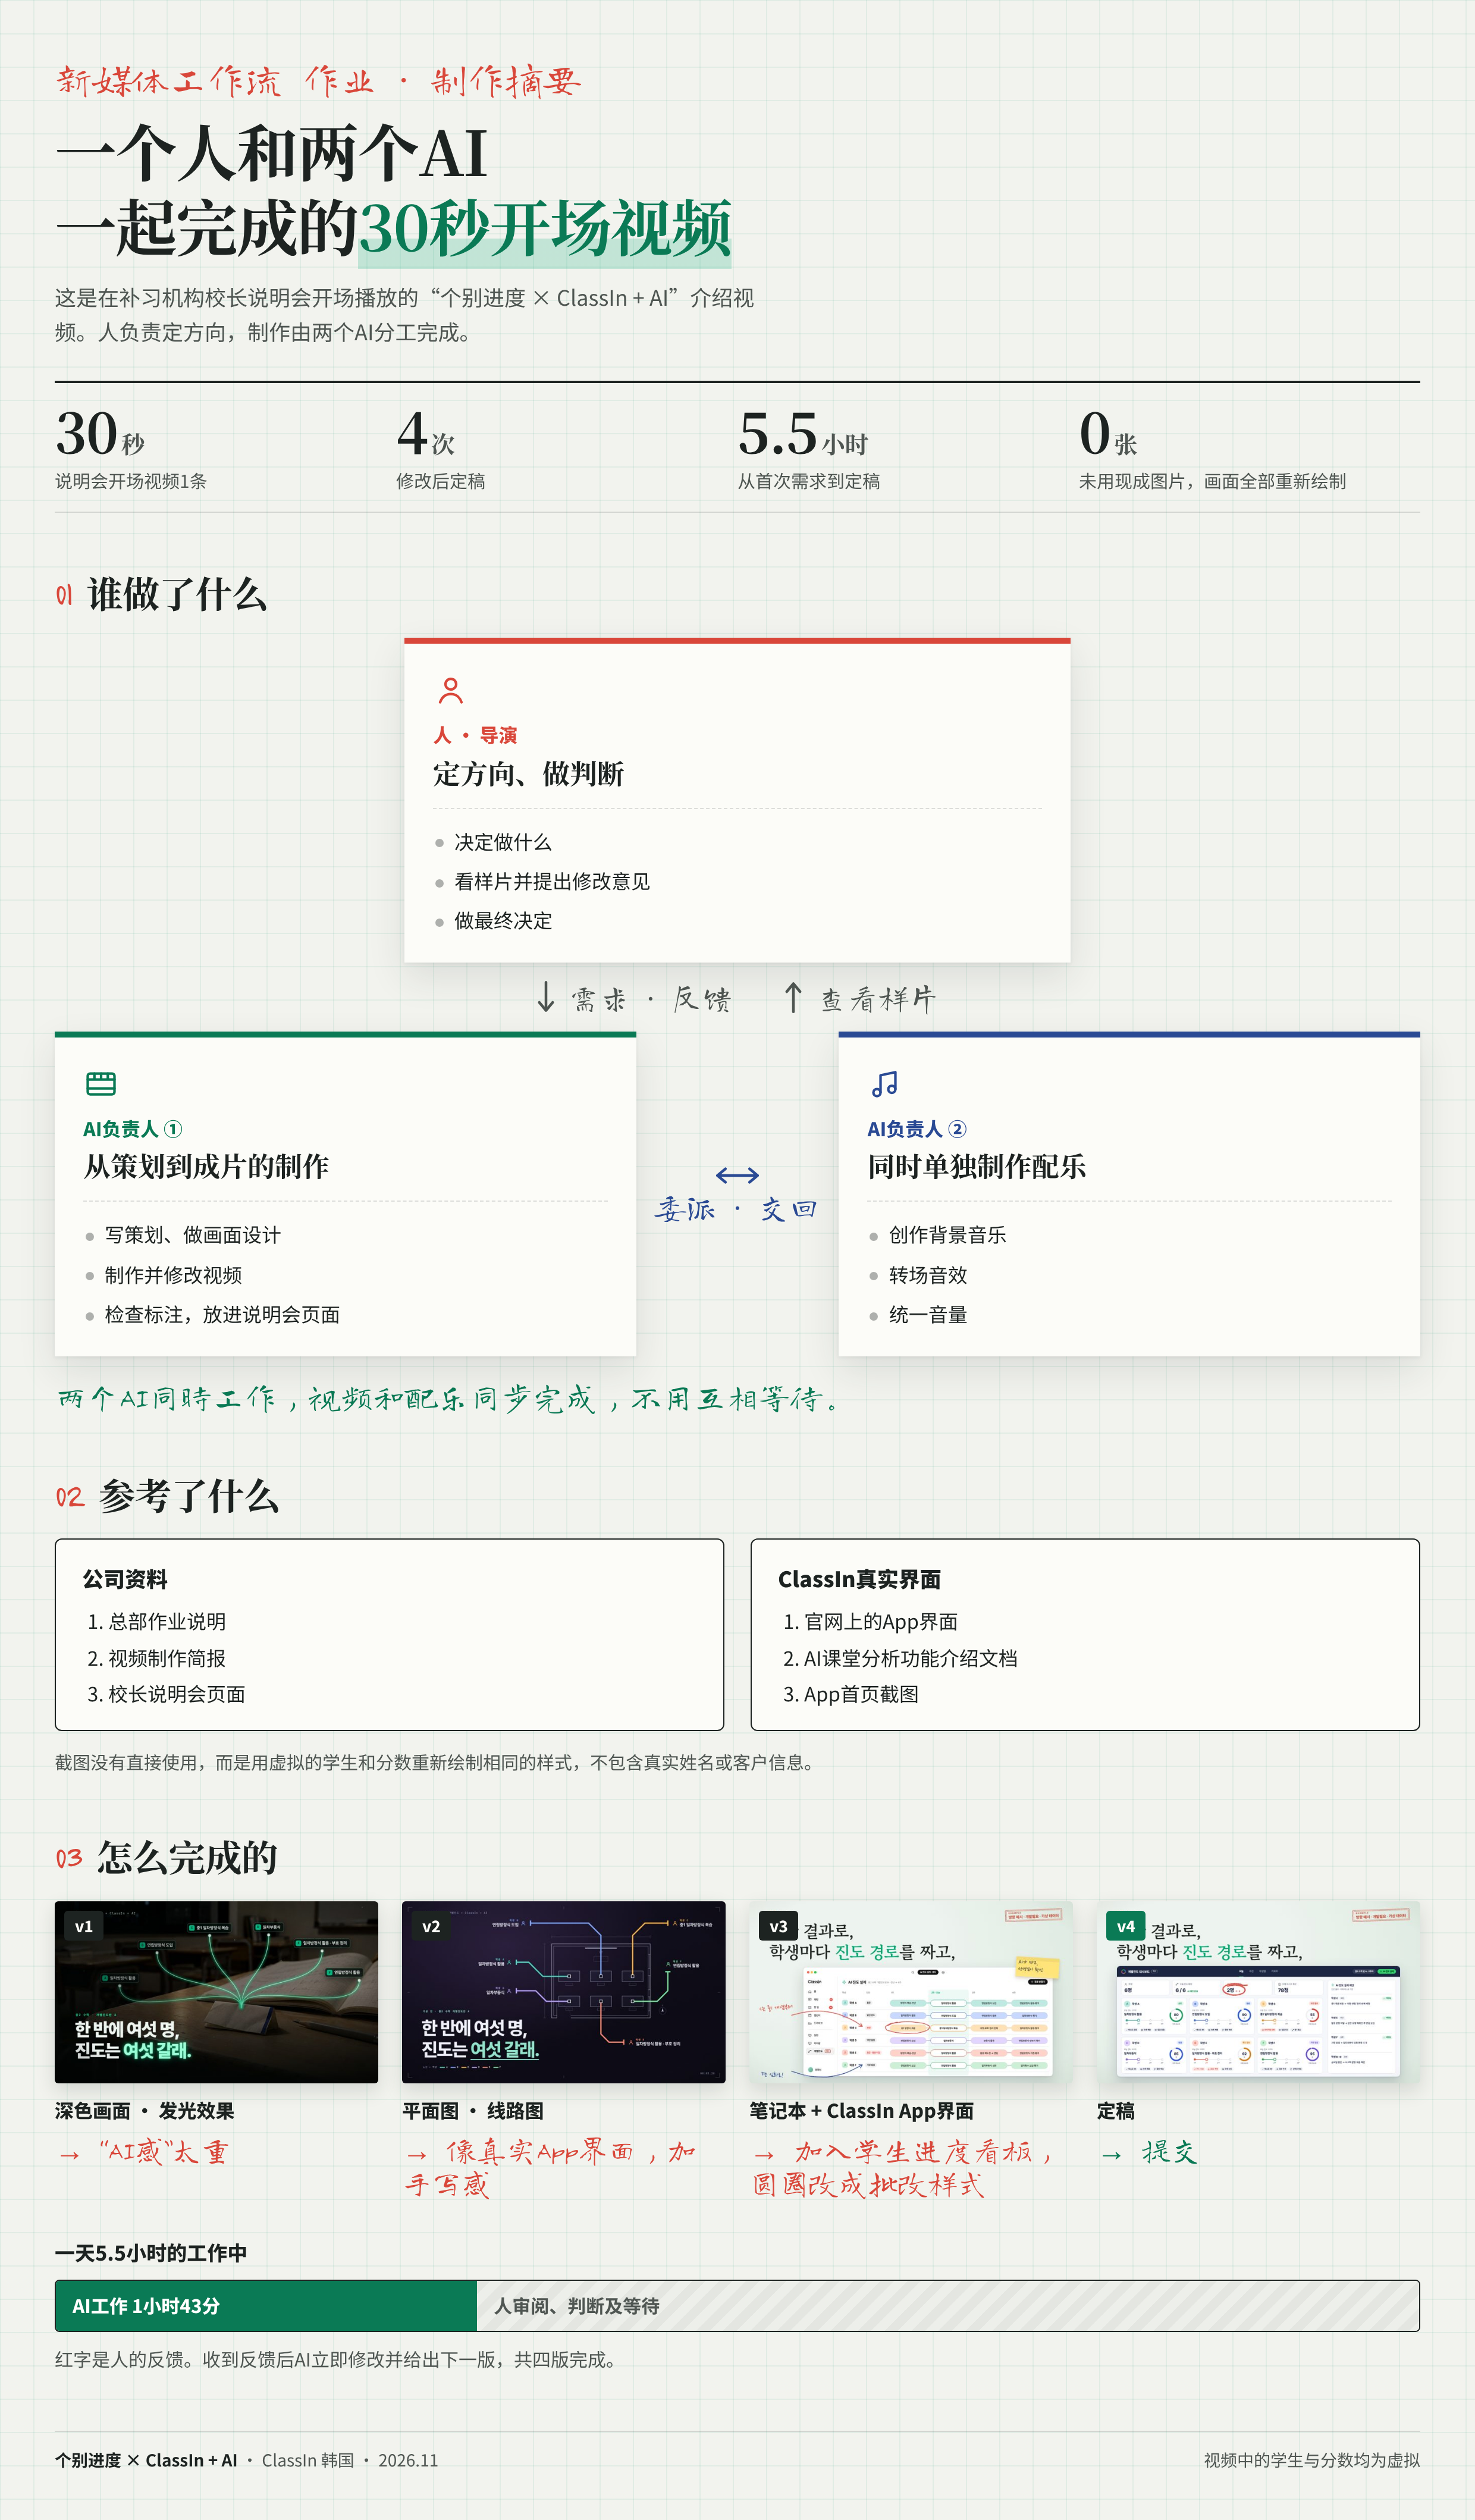 新媒体工作流 作业 · 制作摘要
一个人和两个AI
一起完成的30秒开场视频
这是在补习机构校长说明会开场播放的“个别进度 × ClassIn + AI”介绍视
频。人负责定方向，制作由两个AI分工完成。
30秒
说明会开场视频1条
4次
修改后定稿
5.5小时
从首次需求到定稿
0张
未用现成图片，画面全部重新绘制
01 谁做了什么
人 · 导演
定方向、做判断
决定做什么
看样片并提出修改意见
做最终决定
↓ 需求 · 反馈 ↑ 查看样片
AI负责人 ①
从策划到成片的制作
写策划、做画面设计
制作并修改视频
检查标注，放进说明会页面
↔
委派 · 交回
AI负责人 ②
同时单独制作配乐
创作背景音乐
转场音效
统一音量
两个AI同時工作，视频和配乐同步完成，不用互相等待。
02 参考了什么
公司资料
1. 总部作业说明
2. 视频制作简报
3. 校长说明会页面
ClassIn真实界面
1. 官网上的App界面
2. AI课堂分析功能介绍文档
3. App首页截图
截图没有直接使用，而是用虚拟的学生和分数重新绘制相同的样式，不包含真实姓名或客户信息。
03 怎么完成的
v1
한 반에 여섯 명,
진도는 여섯 갈래.
深色画面 · 发光效果
→ “AI感”太重
v2
한 반에 여섯 명,
진도는 여섯 갈래.
平面图 · 线路图
→ 像真实App界面，加
手写感
v3
결과로,
학생마다 진도 경로를 짜고,
ClassIn
笔记本 + ClassIn App界面
→ 加入学生进度看板，
圆圈改成批改样式
v4
결과로,
학생마다 진도 경로를 짜고,
定稿
→ 提交
一天5.5小时的工作中
AI工作 1小时43分
人审阅、判断及等待
红字是人的反馈。收到反馈后AI立即修改并给出下一版，共四版完成。
个别进度 × ClassIn + AI · ClassIn 韩国 · 2026.11
视频中的学生与分数均为虚拟